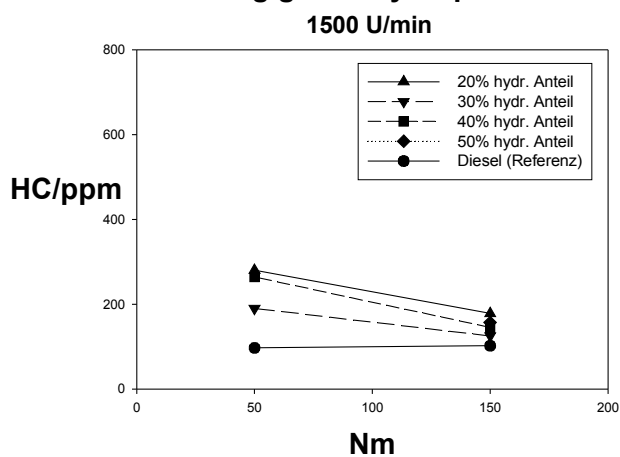 1500 U/min
800
20% hydr. Anteil
30% hydr. Anteil
40% hydr. Anteil
50% hydr. Anteil
Diesel (Referenz)
600
HC/ppm
400
200
0
0 50 100 150 200
Nm